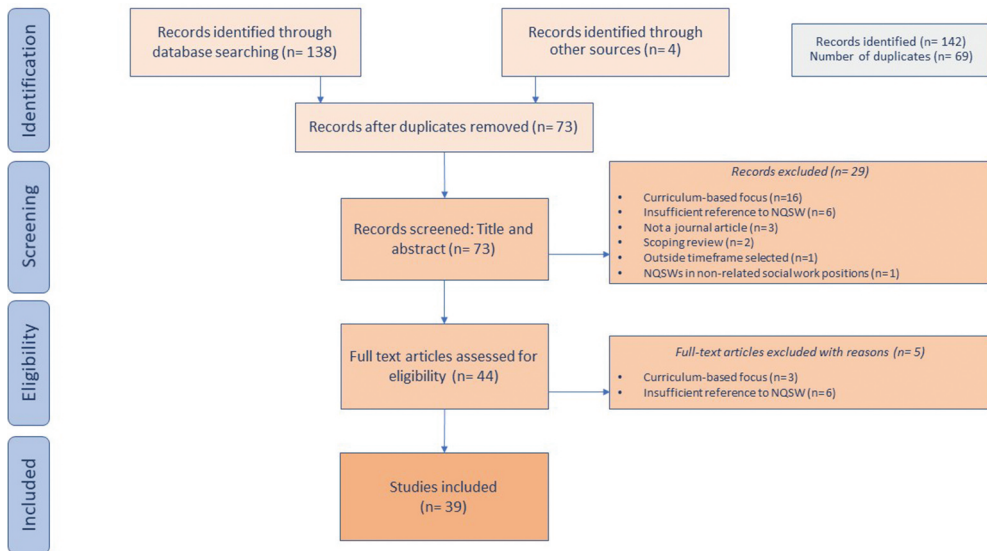 Identification
Records identified through
database searching (n= 138)
Records identified through
other sources (n= 4)
Records identified (n= 142)
Number of duplicates (n= 69)
Records after duplicates removed (n= 73)
Screening
Records screened: Title and
abstract (n= 73)
Records excluded (n= 29)
• Curriculum-based focus (n=16)
• Insufficient reference to NQSW (n=6)
• Not a journal article (n=3)
• Scoping review (n=2)
• Outside timeframe selected (n=1)
• NQSWs in non-related social work positions (n=1)
Eligibility
Full text articles assessed for
eligibility (n= 44)
Full-text articles excluded with reasons (n= 5)
• Curriculum-based focus (n=3)
• Insufficient reference to NQSW (n=6)
Included
Studies included
(n= 39)